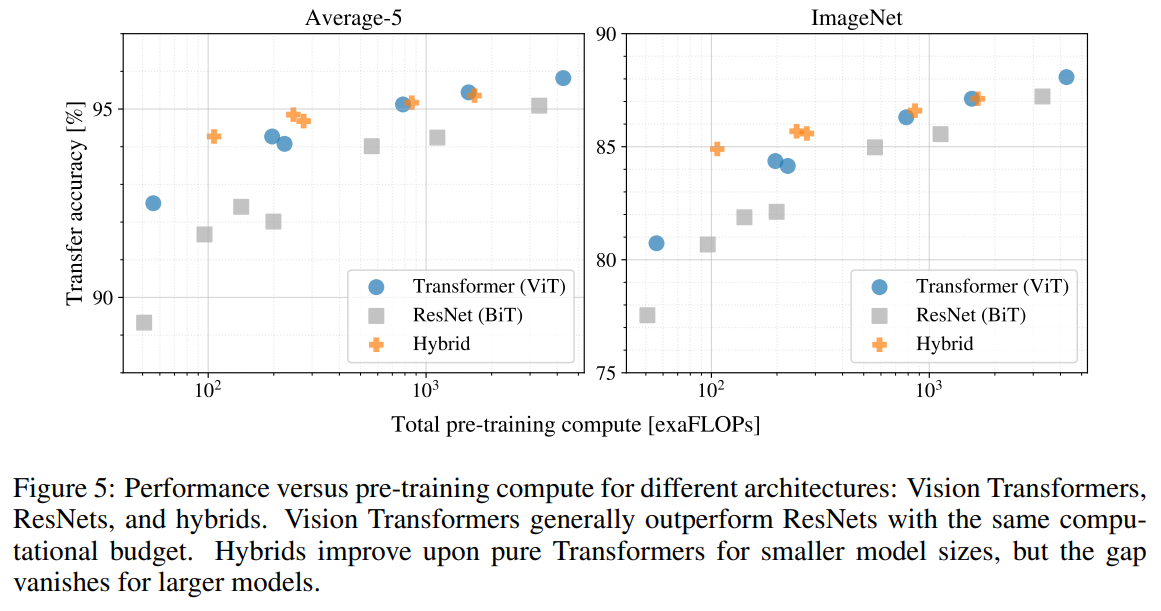 Average-5
ImageNet
Transfer accuracy [%]
95
90
10²
10³
Transformer (ViT)
ResNet (BiT)
Hybrid
90
85
80
75
10²
10³
Transformer (ViT)
ResNet (BiT)
Hybrid
Total pre-training compute [exaFLOPs]
Figure 5: Performance versus pre-training compute for different architectures: Vision Transformers,
ResNets, and hybrids. Vision Transformers generally outperform ResNets with the same compu-
tational budget. Hybrids improve upon pure Transformers for smaller model sizes, but the gap
vanishes for larger models.